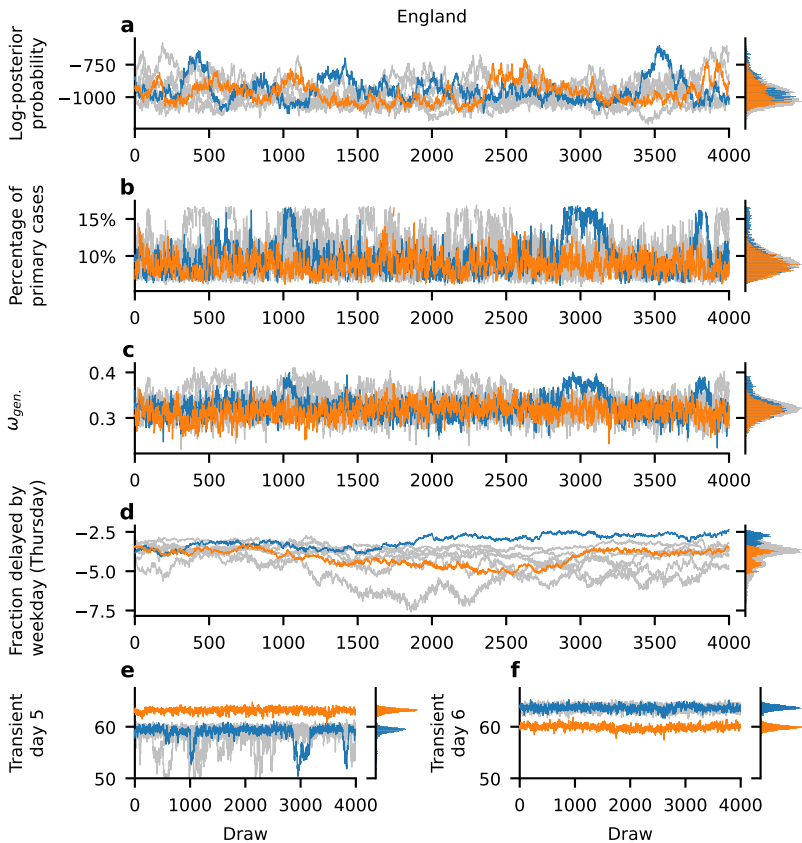 England
a
Log-posterior
probability
−750
−1000
0 500 1000 1500 2000 2500 3000 3500 4000
b
Percentage of
primary cases
15%
10%
0 500 1000 1500 2000 2500 3000 3500 4000
c
ω_gen.
0.4
0.3
0 500 1000 1500 2000 2500 3000 3500 4000
d
Fraction delayed by
weekday (Thursday)
−2.5
−5.0
−7.5
0 500 1000 1500 2000 2500 3000 3500 4000
e
Transient
day 5
60
50
0 1000 2000 3000 4000
Draw
f
Transient
day 6
60
50
0 1000 2000 3000 4000
Draw